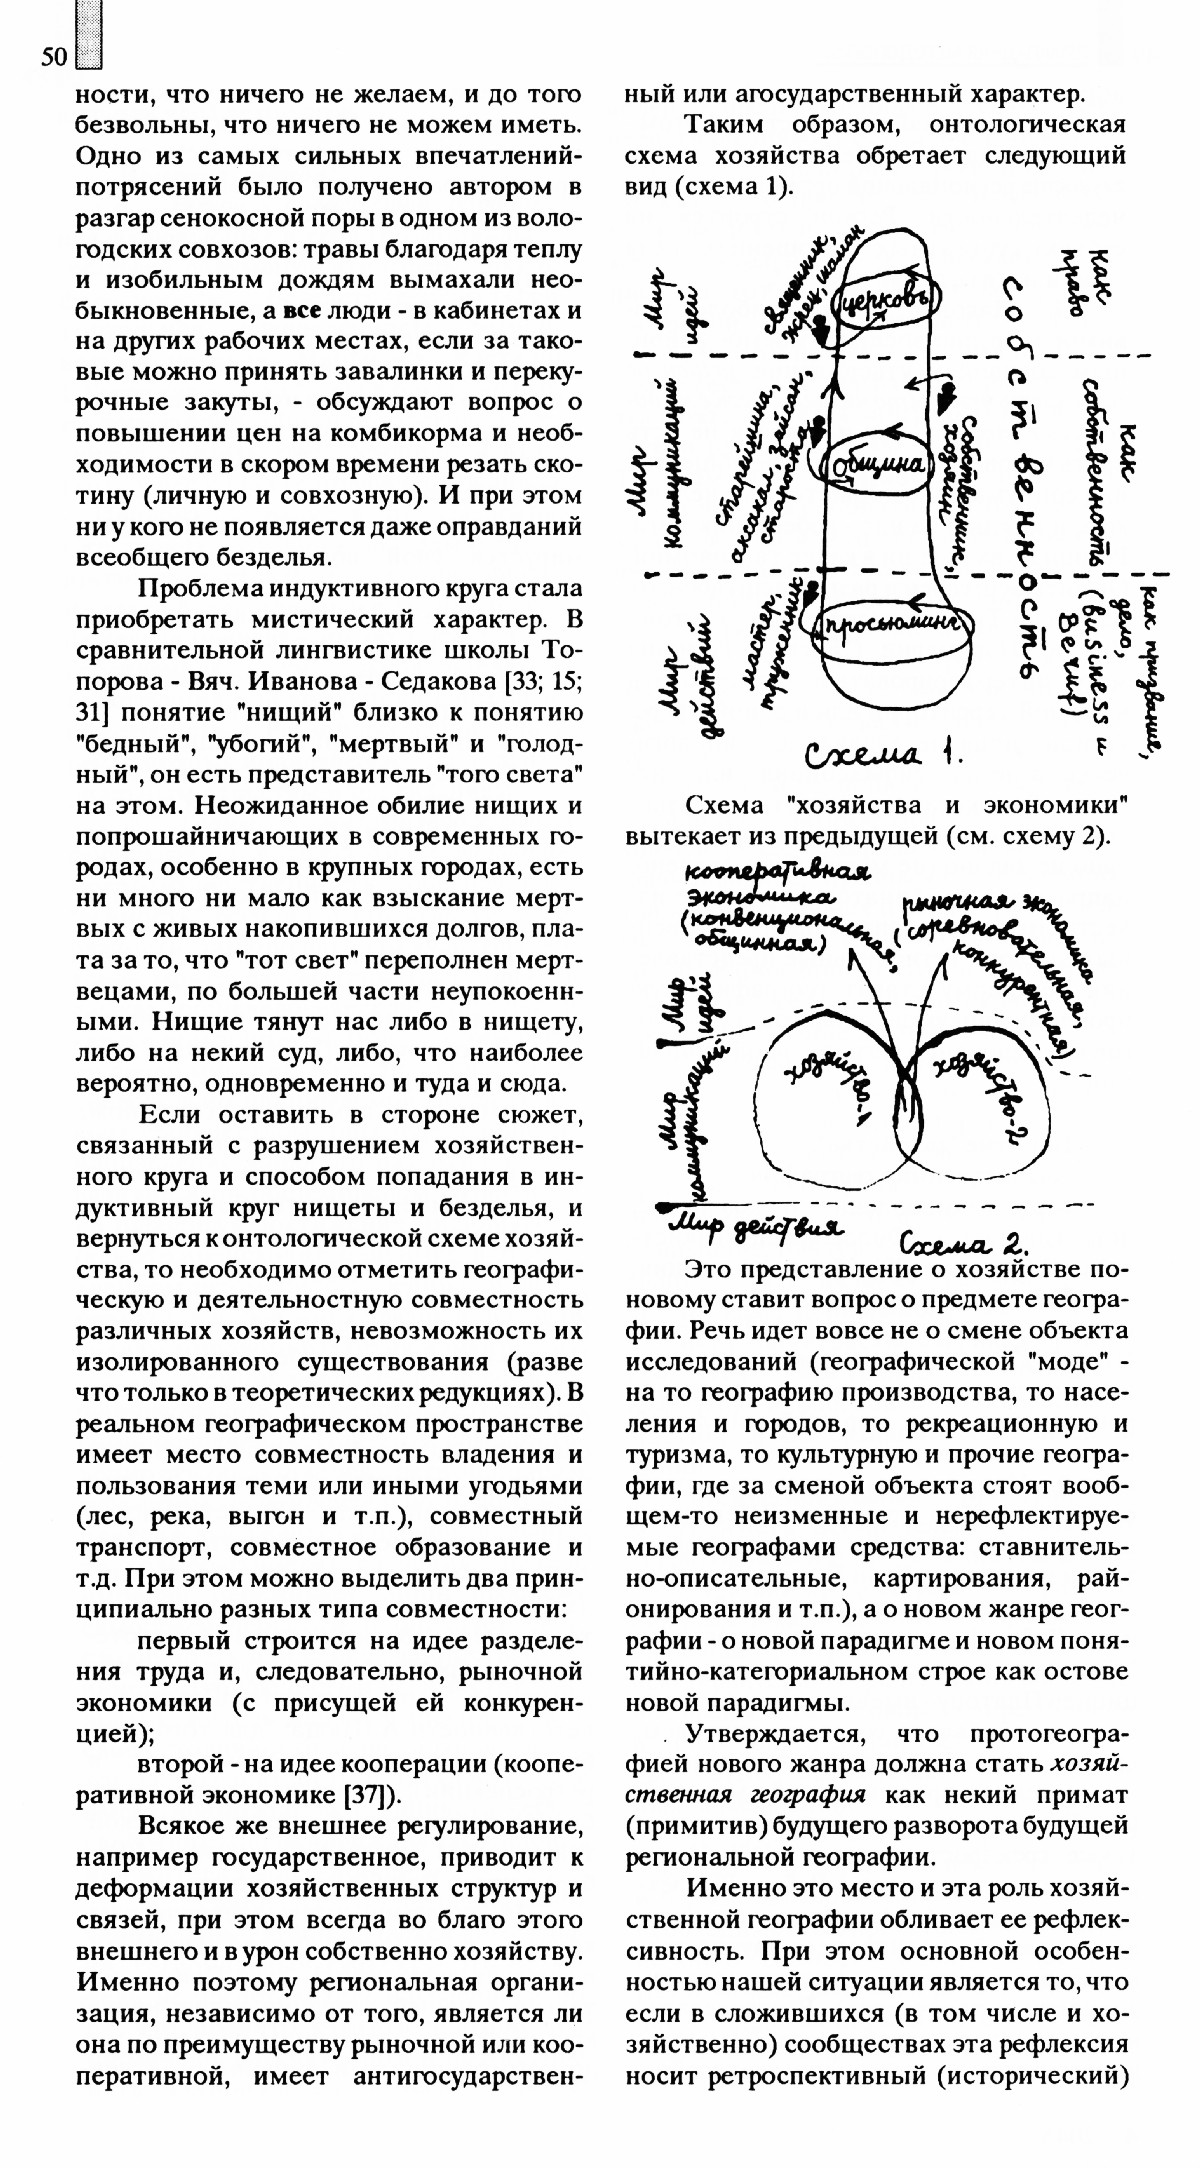 50
ности, что ничего не желаем, и до того
безвольны, что ничего не можем иметь.
Одно из самых сильных впечатлений-
потрясений было получено автором в
разгар сенокосной поры в одном из воло-
годских совхозов: травы благодаря теплу
и изобильным дождям вымахали нео-
быкновенные, а все люди - в кабинетах и
на других рабочих местах, если за тако-
вые можно принять завалинки и переку-
рочные закуты, - обсуждают вопрос о
повышении цен на комбикорма и необ-
ходимости в скором времени резать ско-
тину (личную и совхозную). И при этом
ни у кого не появляется даже оправданий
всеобщего безделья.
Проблема индуктивного круга стала
приобретать мистический характер. В
сравнительной лингвистике школы То-
порова - Вяч. Иванова - Седакова [33; 15;
31] понятие "нищий" близко к понятию
"бедный", "убогий", "мертвый" и "голод-
ный", он есть представитель "того света"
на этом. Неожиданное обилие нищих и
попрошайничающих в современных го-
родах, особенно в крупных городах, есть
ни много ни мало как взыскание мерт-
вых с живых накопившихся долгов, пла-
та за то, что "тот свет" переполнен мерт-
вецами, по большей части неупокоенн-
ыми. Нищие тянут нас либо в нищету,
либо на некий суд, либо, что наиболее
вероятно, одновременно и туда и сюда.
Если оставить в стороне сюжет,
связанный с разрушением хозяйствен-
ного круга и способом попадания в ин-
дуктивный круг нищеты и безделья, и
вернуться к онтологической схеме хозяй-
ства, то необходимо отметить географи-
ческую и деятельностную совместность
различных хозяйств, невозможность их
изолированного существования (разве
что только в теоретических редукциях). В
реальном географическом пространстве
имеет место совместность владения и
пользования теми или иными угодьями
(лес, река, выгон и т.п.), совместный
транспорт, совместное образование и
т.д. При этом можно выделить два прин-
ципиально разных типа совместности:
первый строится на идее разделе-
ния труда и, следовательно, рыночной
экономики (с присущей ей конкурен-
цией);
второй - на идее кооперации (коопе-
ративной экономике [37]).
Всякое же внешнее регулирование,
например государственное, приводит к
деформации хозяйственных структур и
связей, при этом всегда во благо этого
внешнего и в урон собственно хозяйству.
Именно поэтому региональная органи-
зация, независимо от того, является ли
она по преимуществу рыночной или коо-
перативной, имеет антигосударствен-
ный или агосударственный характер.
Таким образом, онтологическая
схема хозяйства обретает следующий
вид (схема 1).
Мир
идей
священник,
жрец, шаман
церковь
собственность
Как
право
Мир
коммуникаций
старейшина,
аксакал, зайсан,
староста
община
собственник,
хозяин
Как
собственность
Мир
действий
мастер,
труженник
просьюминг
Как призвание,
дело,
(business и
Beruf)
Схема 1.
Схема "хозяйства и экономики"
вытекает из предыдущей (см. схему 2).
кооперативная
экономика
(конвенциональная,
общинная)
рыночная экономика
(соревновательная,
конкурентная)
Мир
идей
Мир
коммуникаций
хозяйство-1
хозяйство-2
Мир действия
Схема 2.
Это представление о хозяйстве по-
новому ставит вопрос о предмете геогра-
фии. Речь идет вовсе не о смене объекта
исследований (географической "моде" -
на то географию производства, то насе-
ления и городов, то рекреационную и
туризма, то культурную и прочие геогра-
фии, где за сменой объекта стоят вооб-
щем-то неизменные и нерефлектируе-
мые географами средства: ставнитель-
но-описательные, картирования, рай-
онирования и т.п.), а о новом жанре геог-
рафии - о новой парадигме и новом поня-
тийно-категориальном строе как остове
новой парадигмы.
. Утверждается, что протогеогра-
фией нового жанра должна стать хозяй-
ственная география как некий примат
(примитив) будущего разворота будущей
региональной географии.
Именно это место и эта роль хозяй-
ственной географии обливает ее рефлек-
сивность. При этом основной особен-
ностью нашей ситуации является то, что
если в сложившихся (в том числе и хо-
зяйственно) сообществах эта рефлексия
носит ретроспективный (исторический)